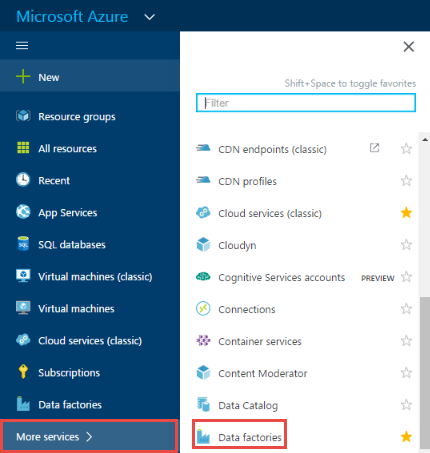 Microsoft Azure
New
Resource groups
All resources
Recent
App Services
SQL databases
Virtual machines (classic)
Virtual machines
Cloud services (classic)
Subscriptions
Data factories
More services
Shift+Space to toggle favorites
Filter
CDN endpoints (classic)
CDN profiles
Cloud services (classic)
Cloudyn
Cognitive Services accounts PREVIEW
Connections
Container services
Content Moderator
Data Catalog
Data factories